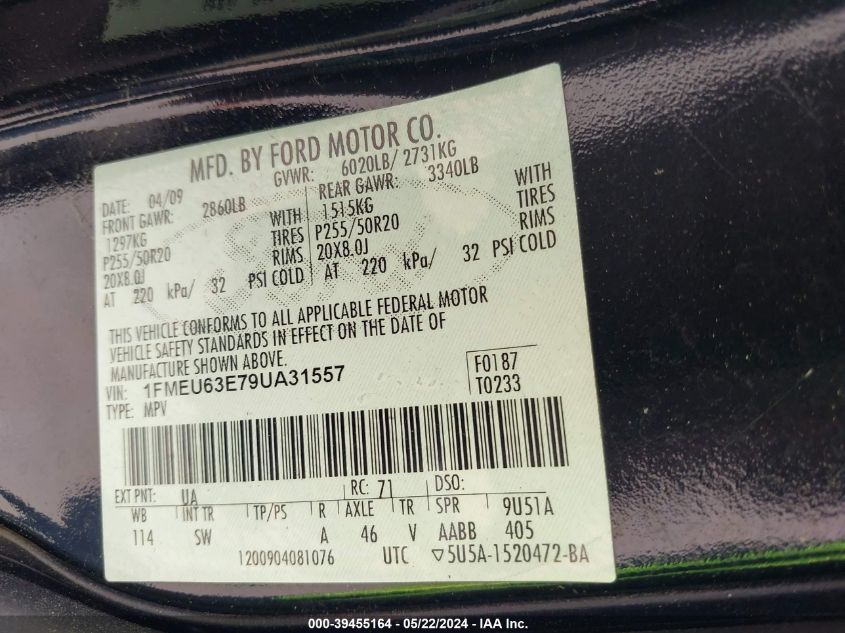 MFD. BY FORD MOTOR CO.
DATE: 04/09 GVWR: 6020LB/ 2731KG
FRONT GAWR: 2860LB REAR GAWR: 3340LB
1297KG WITH 1515KG WITH
P255/50R20 TIRES P255/50R20 TIRES
20X8.0J RIMS 20X8.0J RIMS
AT 220 kPa/ 32 PSI COLD AT 220 kPa/ 32 PSI COLD
THIS VEHICLE CONFORMS TO ALL APPLICABLE FEDERAL MOTOR
VEHICLE SAFETY STANDARDS IN EFFECT ON THE DATE OF
MANUFACTURE SHOWN ABOVE.
VIN: 1FMEU63E79UA31557 F0187
TYPE: MPV T0233
EXT PNT: UA RC: 71 DSO:
WB INT TR TP/PS R AXLE TR SPR 9U51A
114 SW A 46 V AABB 405
1200904081076 UTC ▽5U5A-1520472-BA
000-39455164 - 05/22/2024 - IAA, Inc.